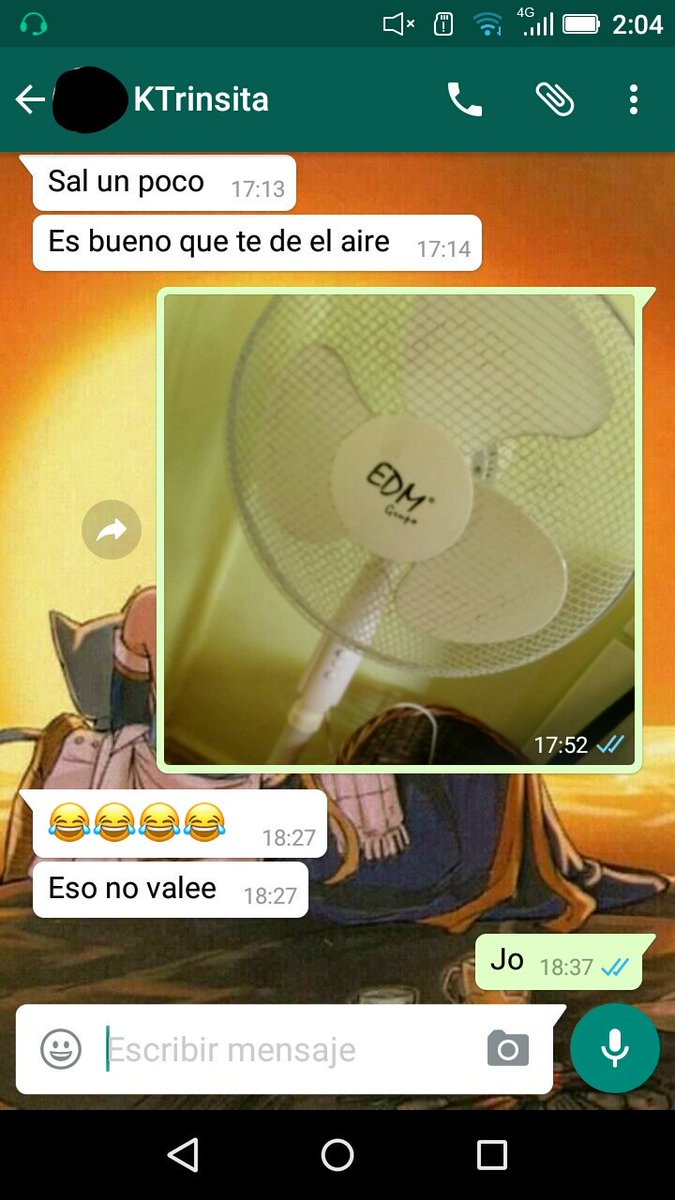 4G
2:04
KTrinsita
Sal un poco 17:13
Es bueno que te de el aire 17:14
EDM®
Grupo
17:52
😂😂😂😂 18:27
Eso no valee 18:27
Jo 18:37
Escribir mensaje